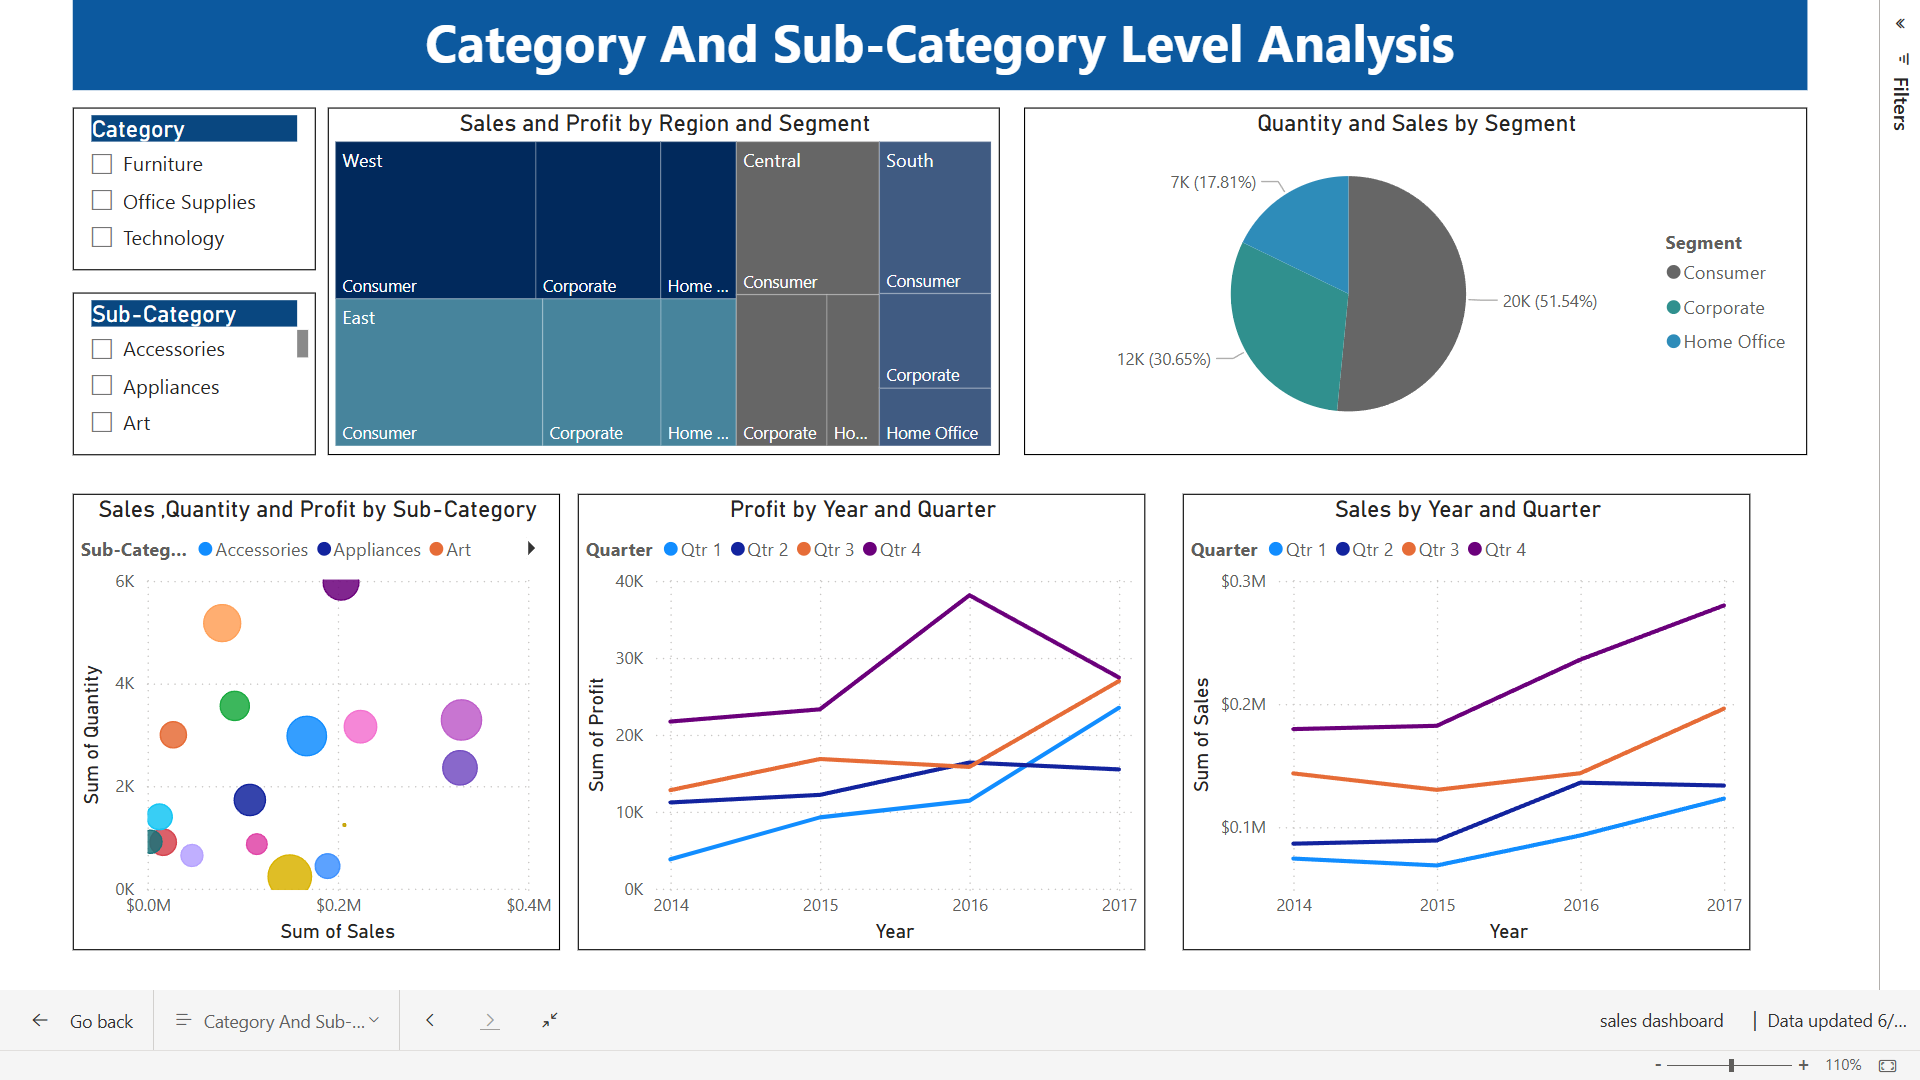 Category And Sub-Category Level Analysis
Filters
Category
Furniture
Office Supplies
Technology
Sub-Category
Accessories
Appliances
Art
Sales and Profit by Region and Segment
West
Consumer
Corporate
Home ...
East
Consumer
Corporate
Home ...
Central
Consumer
Corporate
Ho...
South
Consumer
Corporate
Home Office
Quantity and Sales by Segment
7K (17.81%)
20K (51.54%)
12K (30.65%)
Segment
Consumer
Corporate
Home Office
Sales ,Quantity and Profit by Sub-Category
Sub-Categ... Accessories Appliances Art
Sum of Quantity
6K
4K
2K
0K
$0.0M $0.2M $0.4M
Sum of Sales
Profit by Year and Quarter
Quarter Qtr 1 Qtr 2 Qtr 3 Qtr 4
Sum of Profit
40K
30K
20K
10K
0K
2014 2015 2016 2017
Year
Sales by Year and Quarter
Quarter Qtr 1 Qtr 2 Qtr 3 Qtr 4
Sum of Sales
$0.3M
$0.2M
$0.1M
2014 2015 2016 2017
Year
Go back
Category And Sub-...
sales dashboard | Data updated 6/...
- + 110%